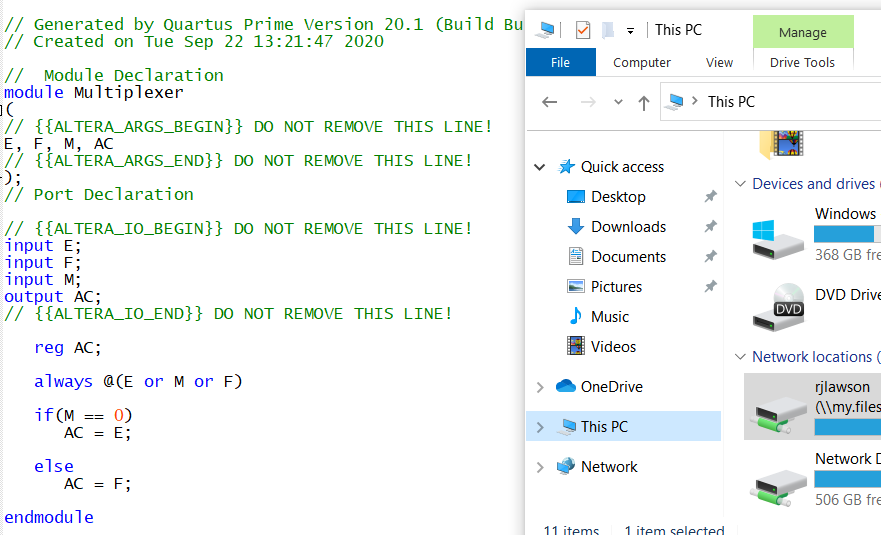 // Generated by Quartus Prime Version 20.1 (Build Bu
// Created on Tue Sep 22 13:21:47 2020
//  Module Declaration
module Multiplexer
(
// {{ALTERA_ARGS_BEGIN}} DO NOT REMOVE THIS LINE!
E, F, M, AC
// {{ALTERA_ARGS_END}} DO NOT REMOVE THIS LINE!
);
// Port Declaration
// {{ALTERA_IO_BEGIN}} DO NOT REMOVE THIS LINE!
input E;
input F;
input M;
output AC;
// {{ALTERA_IO_END}} DO NOT REMOVE THIS LINE!
reg AC;
always @(E or M or F)
if(M == 0)
AC = E;
else
AC = F;
endmodule
This PC
Manage
File
Computer
View
Drive Tools
This PC
Quick access
Desktop
Downloads
Documents
Pictures
Music
Videos
OneDrive
This PC
Network
Devices and drives (
Windows
368 GB fre
DVD Drive
DVD
Network locations (
rjlawson
(\\my.files
Network D
506 GB fre
11 items
1 item selected